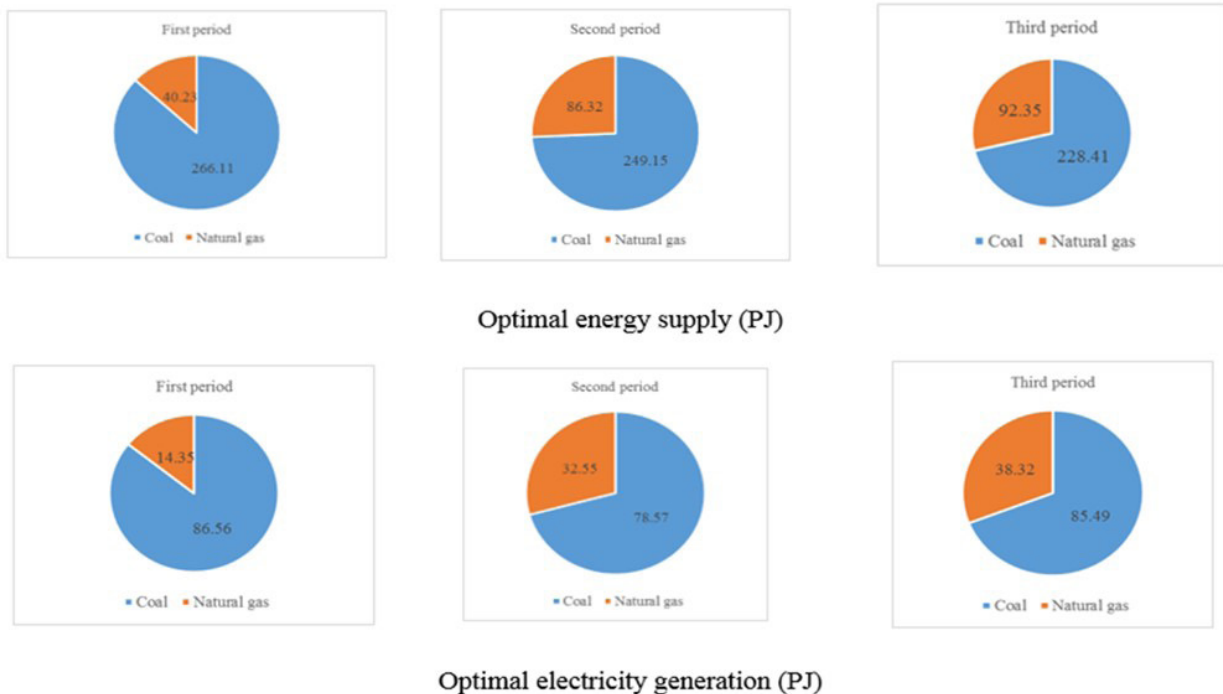 First period
40.23
266.11
Coal Natural gas
Second period
86.32
249.15
Coal Natural gas
Third period
92.35
228.41
Coal Natural gas
Optimal energy supply (PJ)
First period
14.35
86.56
Coal Natural gas
Second period
32.55
78.57
Coal Natural gas
Third period
38.32
85.49
Coal Natural gas
Optimal electricity generation (PJ)